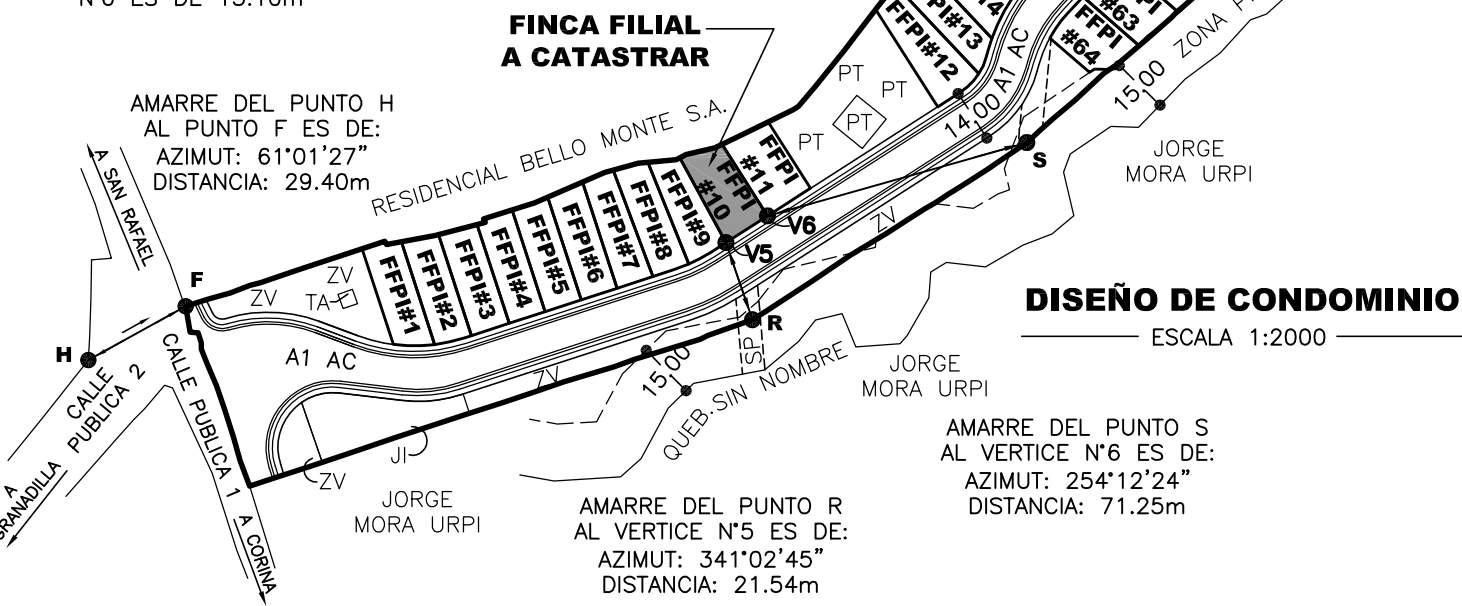 N°6 ES DE 15.10m
FINCA FILIAL
A CATASTRAR
AMARRE DEL PUNTO H
AL PUNTO F ES DE:
AZIMUT: 61°01'27"
DISTANCIA: 29.40m
A SAN RAFAEL
RESIDENCIAL BELLO MONTE S.A.
FFPI#12
FFPI#13
#63
FFPI
#64
ZONA
A1 AC
14,00
15,00
PT
PT
PT
PT
JORGE
MORA URPI
S
FFPI
#11
FFPI
#10
FFPI#9
FFPI#8
FFPI#7
FFPI#6
FFPI#5
FFPI#4
FFPI#3
FFPI#2
FFPI#1
V6
V5
ZV
ZV
ZV
TA
F
H
R
A1 AC
CALLE
PUBLICA 2
CALLE PUBLICA 1
A
GRANADILLA
A CORINA
ZV
ZV
JI
15,00
SP
QUEB.SIN NOMBRE
JORGE
MORA URPI
JORGE
MORA URPI
DISEÑO DE CONDOMINIO
ESCALA 1:2000
AMARRE DEL PUNTO S
AL VERTICE N°6 ES DE:
AZIMUT: 254°12'24"
DISTANCIA: 71.25m
AMARRE DEL PUNTO R
AL VERTICE N°5 ES DE:
AZIMUT: 341°02'45"
DISTANCIA: 21.54m